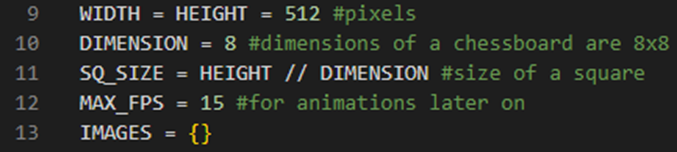 9 WIDTH = HEIGHT = 512 #pixels
10 DIMENSION = 8 #dimensions of a chessboard are 8x8
11 SQ_SIZE = HEIGHT // DIMENSION #size of a square
12 MAX_FPS = 15 #for animations later on
13 IMAGES = {}